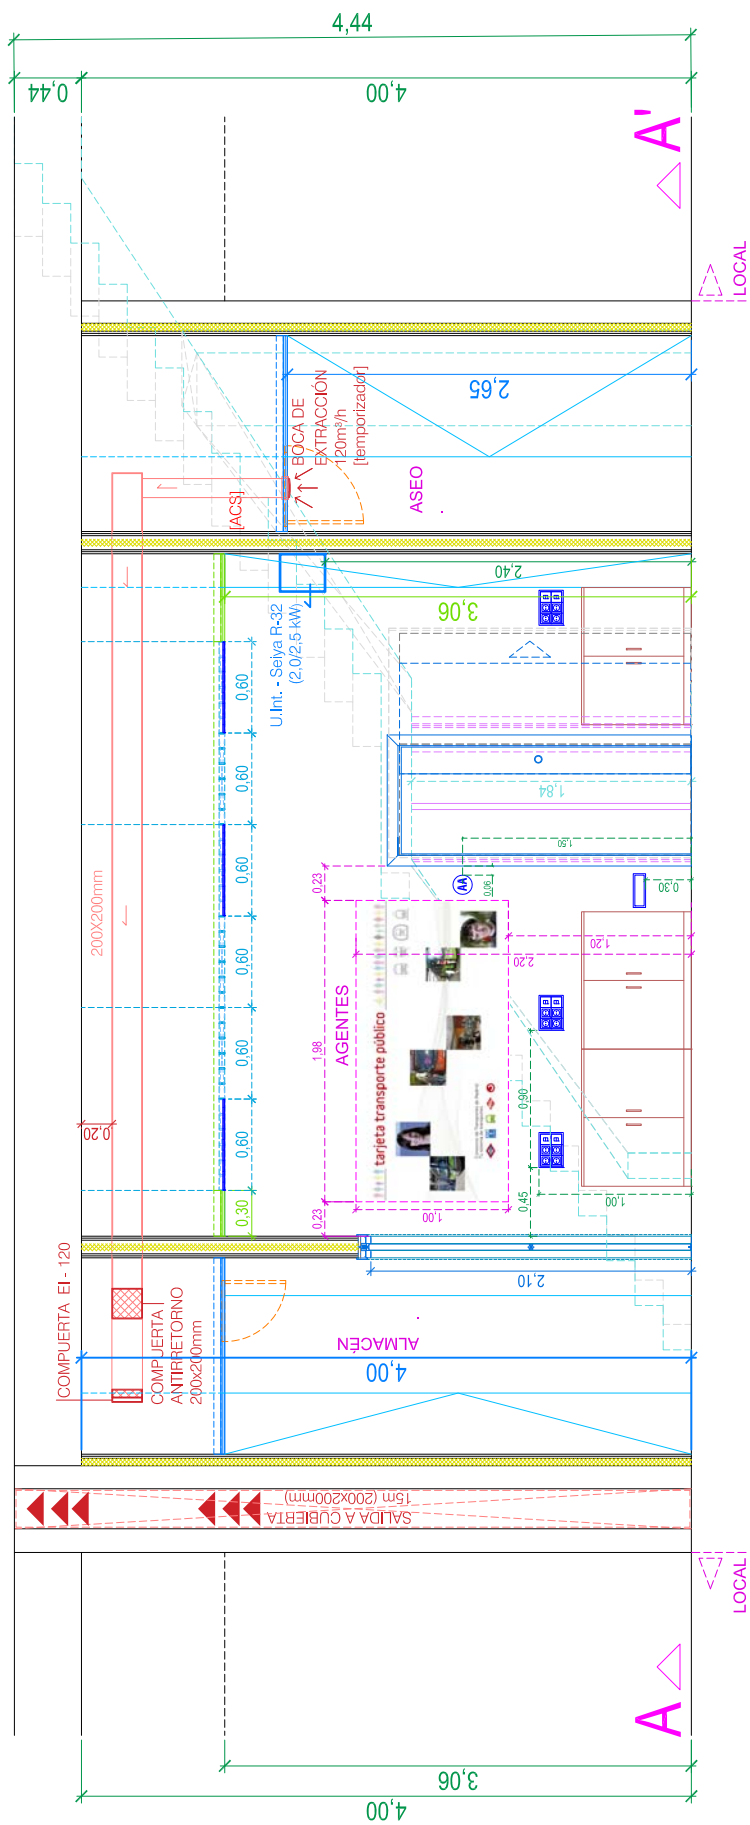 4,44
0,44
4,00
A'
LOCAL
2,65
BOCA DE
EXTRACCIÓN
120m³/h
[temporizador]
[ACS]
ASEO
2,40
3,06
U.Int. - Seiya R-32
(2,0/2,5 kW)
0,60
0,60
0,60
0,60
0,60
0,60
0,30
200X200mm
0,20
1,84
1,50
0,06
AA
0,30
0,23
1,98
0,23
AGENTES
tarjeta transporte público
2,20
1,20
1,00
0,90
0,45
1,00
2,10
COMPUERTA EI - 120
COMPUERTA
ANTIRRETORNO
200x200mm
ALMACÉN
4,00
SALIDA A CUBIERTA
15m (200x200mm)
LOCAL
A
3,06
4,00